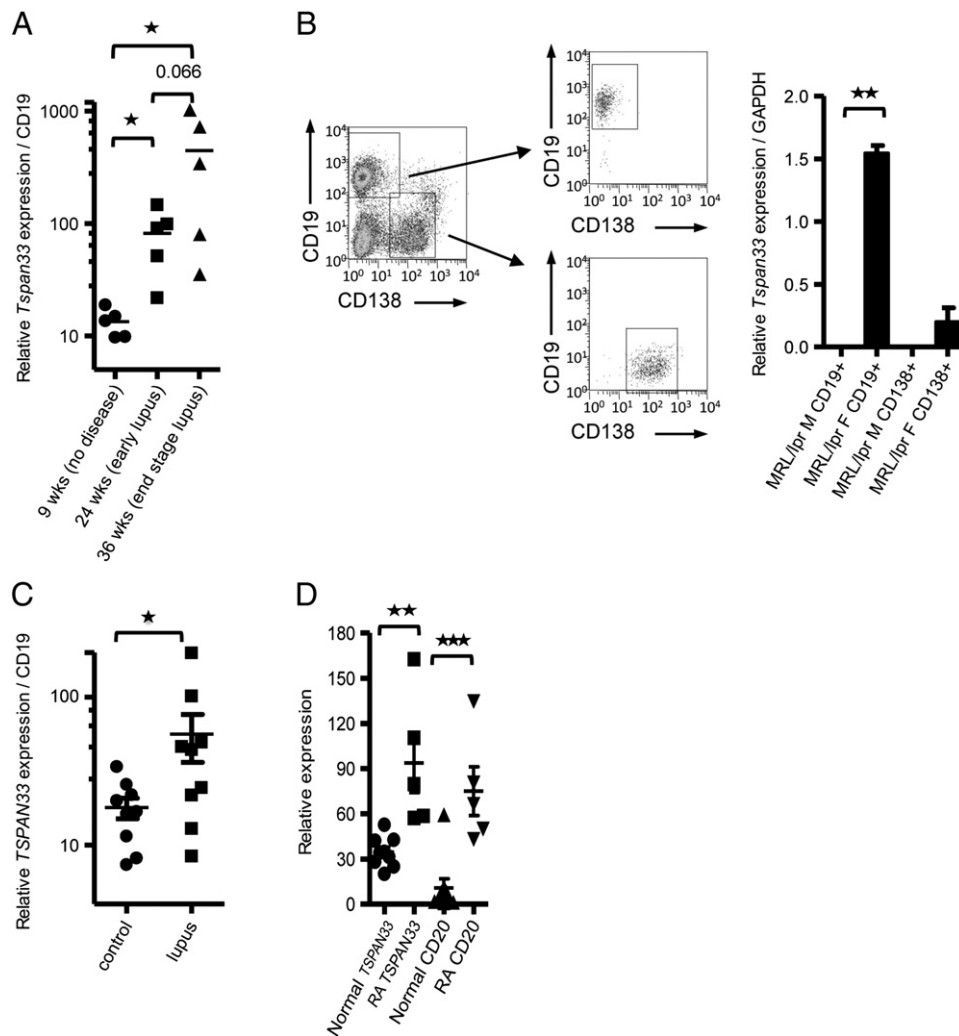 A
★
0.066
★
Relative Tspan33 expression / CD19
1000
100
10
9 wks (no disease)
24 wks (early lupus)
36 wks (end stage lupus)
B
CD19
10⁴
10³
10²
10¹
10⁰
10⁰ 10¹ 10² 10³ 10⁴
CD138
CD19
10⁴
10³
10²
10¹
10⁰
10⁰ 10¹ 10² 10³ 10⁴
CD138
CD19
10⁴
10³
10²
10¹
10⁰
10⁰ 10¹ 10² 10³ 10⁴
CD138
Relative Tspan33 expression / GAPDH
★★
2.0
1.5
1.0
0.5
0.0
MRL/lpr M CD19+
MRL/lpr F CD19+
MRL/lpr M CD138+
MRL/lpr F CD138+
C
★
Relative TSPAN33 expression / CD19
100
10
control
lupus
D
★★
★★★
Relative expression
180
150
120
90
60
30
0
Normal TSPAN33
RA TSPAN33
Normal CD20
RA CD20